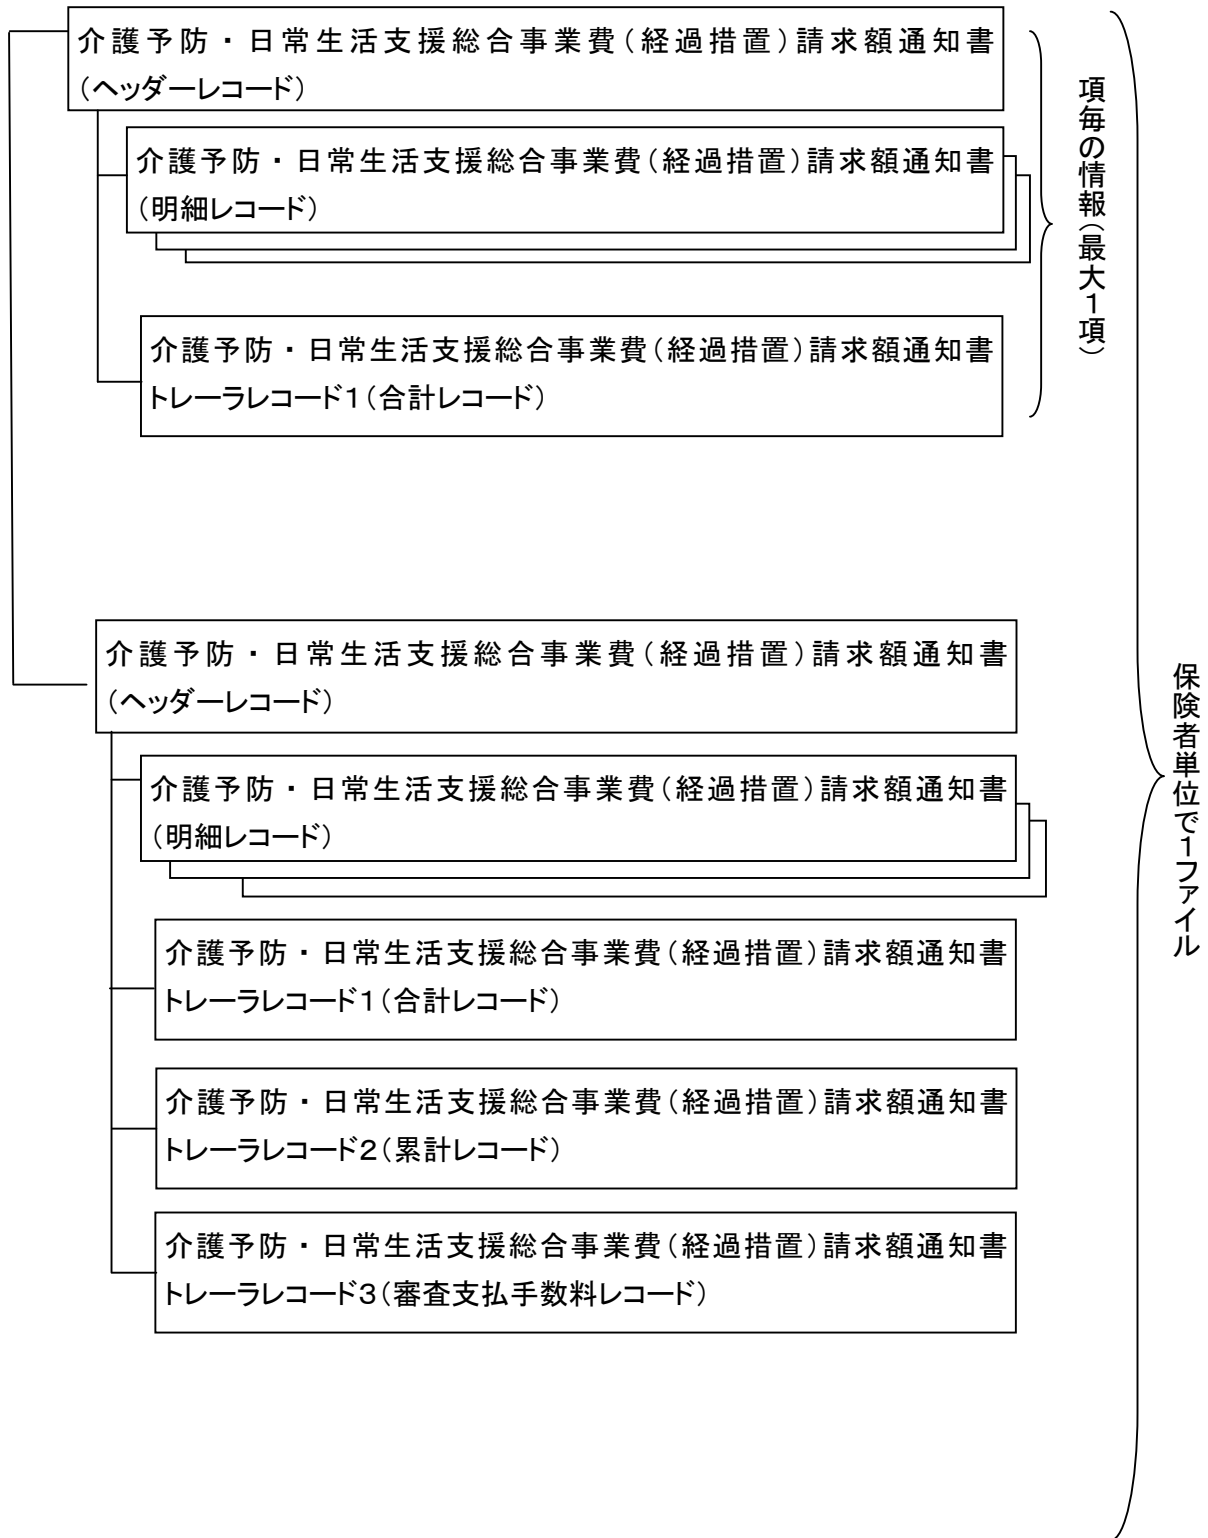 介護予防・日常生活支援総合事業費(経過措置)請求額通知書
(ヘッダーレコード)
介護予防・日常生活支援総合事業費(経過措置)請求額通知書
(明細レコード)
介護予防・日常生活支援総合事業費(経過措置)請求額通知書
トレーラレコード1(合計レコード)
項毎の情報(最大1項)
介護予防・日常生活支援総合事業費(経過措置)請求額通知書
(ヘッダーレコード)
介護予防・日常生活支援総合事業費(経過措置)請求額通知書
(明細レコード)
介護予防・日常生活支援総合事業費(経過措置)請求額通知書
トレーラレコード1(合計レコード)
介護予防・日常生活支援総合事業費(経過措置)請求額通知書
トレーラレコード2(累計レコード)
介護予防・日常生活支援総合事業費(経過措置)請求額通知書
トレーラレコード3(審査支払手数料レコード)
保険者単位で1ファイル